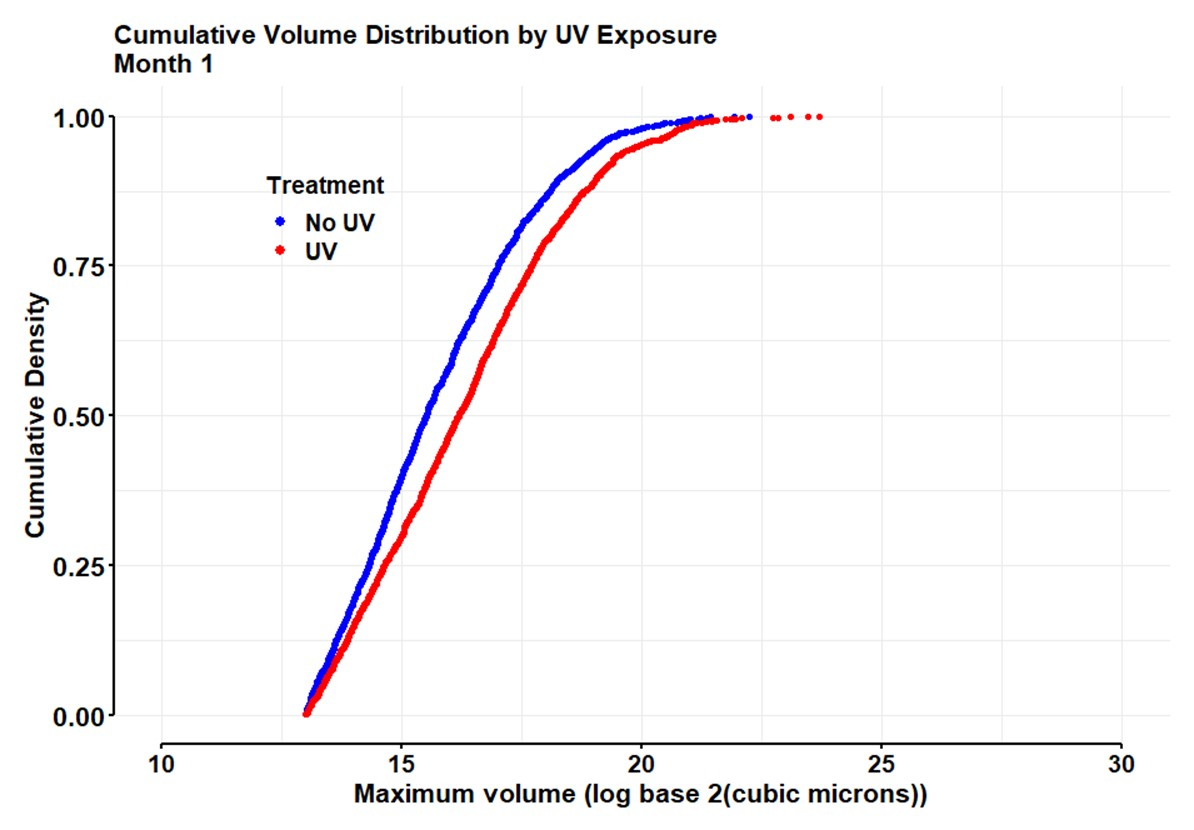 Cumulative Volume Distribution by UV Exposure
Month 1
1.00
0.75
0.50
0.25
0.00
Cumulative Density
Treatment
No UV
UV
10 15 20 25 30
Maximum volume (log base 2(cubic microns))